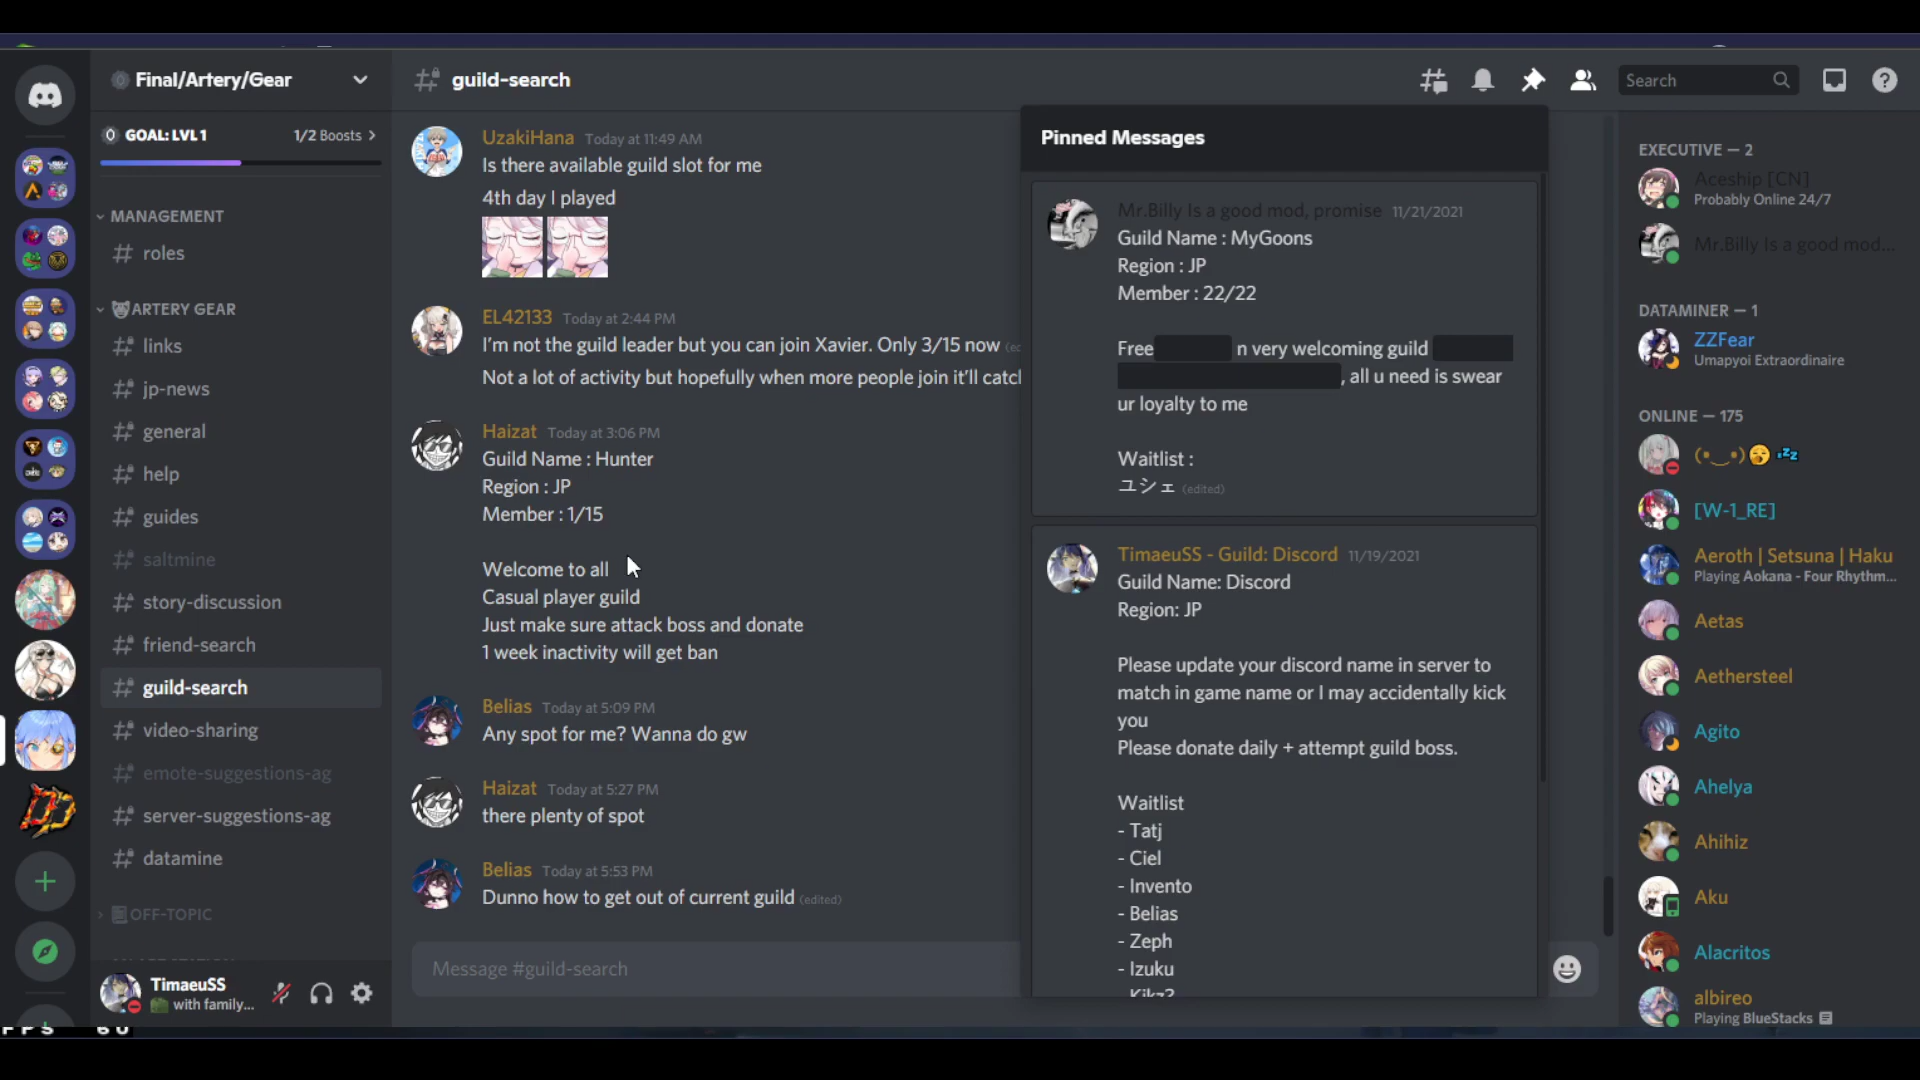 Final/Artery/Gear
GOAL: LVL 1
1/2 Boosts
MANAGEMENT
roles
ARTERY GEAR
links
jp-news
general
help
guides
saltmine
story-discussion
friend-search
guild-search
video-sharing
emote-suggestions-ag
server-suggestions-ag
datamine
OFF-TOPIC
TimaeuSS
with family...
FPS 60
guild-search
Search
UzakiHana Today at 11:49 AM
Is there available guild slot for me
4th day I played
EL42133 Today at 2:44 PM
I'm not the guild leader but you can join Xavier. Only 3/15 now
Not a lot of activity but hopefully when more people join it'll
Haizat Today at 3:06 PM
Guild Name : Hunter
Region : JP
Member : 1/15
Welcome to all
Casual player guild
Just make sure attack boss and donate
1 week inactivity will get ban
Belias Today at 5:09 PM
Any spot for me? Wanna do gw
Haizat Today at 5:27 PM
there plenty of spot
Belias Today at 5:53 PM
Dunno how to get out of current guild (edited)
Message #guild-search
Pinned Messages
Mr.Billy Is a good mod, promise 11/21/2021
Guild Name : MyGoons
Region : JP
Member : 22/22
Free n very welcoming guild
, all u need is swear
ur loyalty to me
Waitlist :
ユシェ (edited)
TimaeuSS - Guild: Discord 11/19/2021
Guild Name: Discord
Region: JP
Please update your discord name in server to
match in game name or I may accidentally kick
you
Please donate daily + attempt guild boss.
Waitlist
- Tatj
- Ciel
- Invento
- Belias
- Zeph
- Izuku
- Kikz?
EXECUTIVE — 2
Aceship [CN]
Probably Online 24/7
Mr.Billy Is a good mod...
DATAMINER — 1
ZZFear
Umapyoi Extraordinaire
ONLINE — 175
(•‿•)🥱💤
[W-1_RE]
Aeroth | Setsuna | Haku
Playing Aokana - Four Rhythm...
Aetas
Aethersteel
Agito
Ahelya
Ahihiz
Aku
Alacritos
albireo
Playing BlueStacks